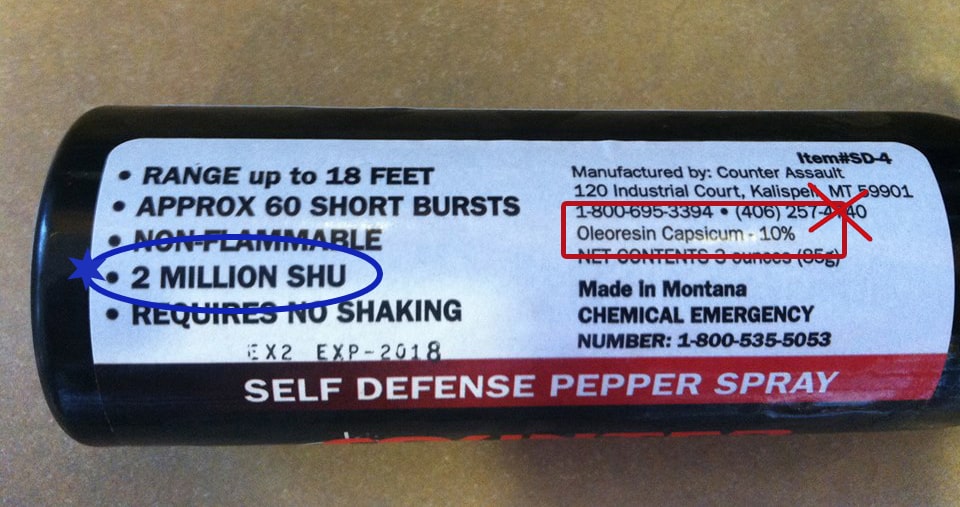 • RANGE up to 18 FEET
• APPROX 60 SHORT BURSTS
• NON-FLAMMABLE
• 2 MILLION SHU
• REQUIRES NO SHAKING
EX2 EXP-2018
Item#SD-4
Manufactured by: Counter Assault
120 Industrial Court, Kalispell, MT 59901
1-800-695-3394 • (406)
Oleoresin Capsicum - 10%
NET CONTENTS 3 ounces (85g)
Made in Montana
CHEMICAL EMERGENCY
NUMBER: 1-800-535-5053
SELF DEFENSE PEPPER SPRAY